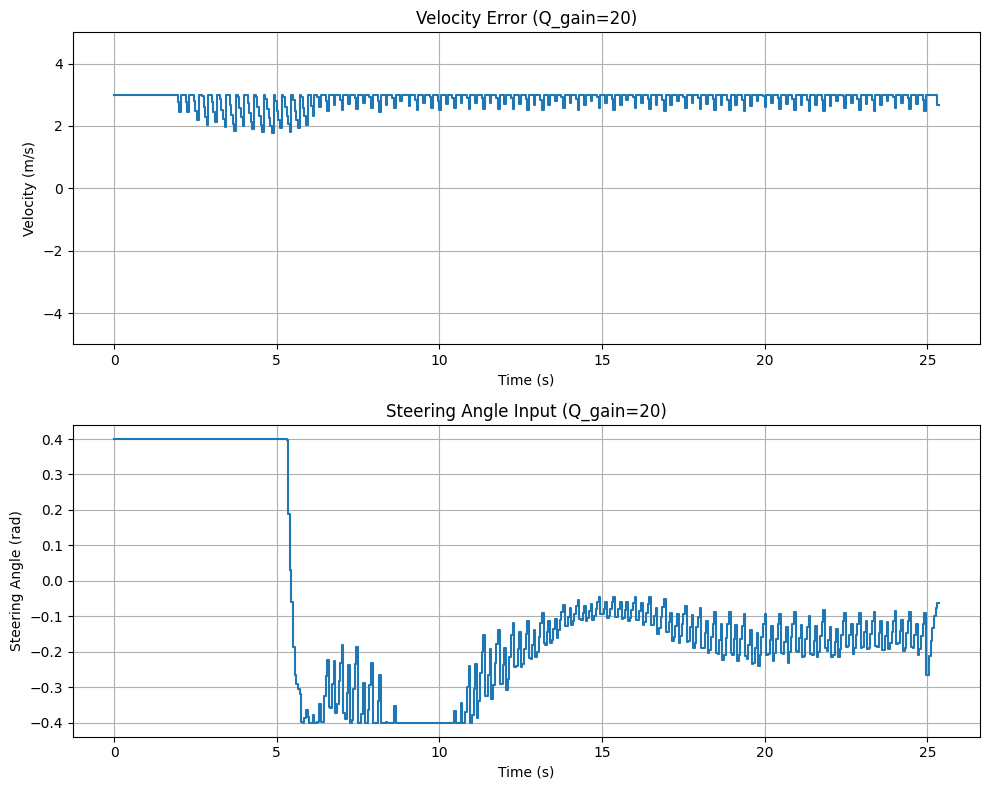 Velocity Error (Q_gain=20)
4
2
0
−2
−4
Velocity (m/s)
0 5 10 15 20 25
Time (s)
Steering Angle Input (Q_gain=20)
0.4
0.3
0.2
0.1
0.0
−0.1
−0.2
−0.3
−0.4
Steering Angle (rad)
0 5 10 15 20 25
Time (s)